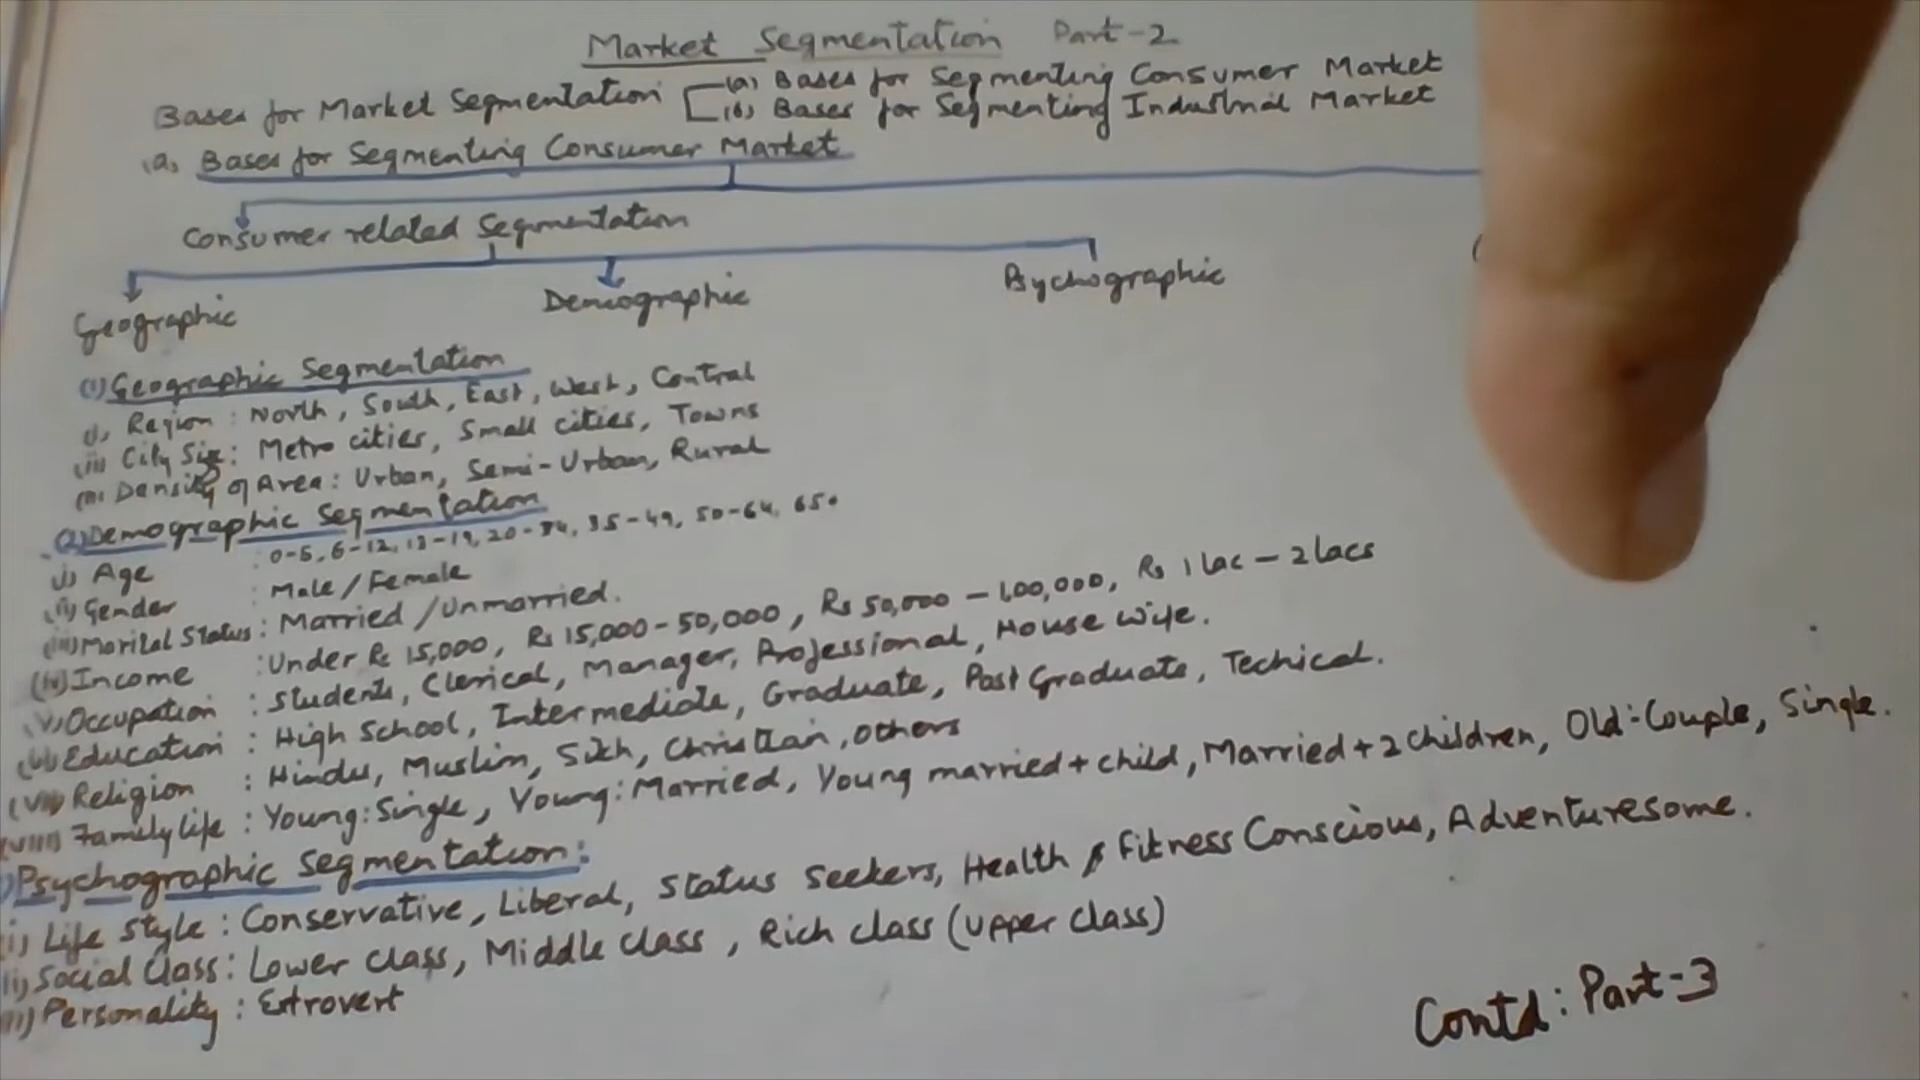 Market Segmentation Part-2
Bases for Market Segmentation (a) Bases for Segmenting Consumer Market
(b) Bases for Segmenting Industrial Market
(a) Bases for Segmenting Consumer Market
Consumer related Segmentation
Geographic Demographic Psychographic
(1) Geographic Segmentation
(i) Region : North, South, East, West, Central
(ii) City Size : Metro cities, Small cities, Towns
(iii) Density of Area : Urban, Semi-Urban, Rural
(2) Demographic Segmentation
(i) Age : 0-5, 6-12, 13-19, 20-34, 35-49, 50-64, 65+
(ii) Gender : Male / Female
(iii) Marital Status : Married / Unmarried.
(iv) Income : Under Rs 15,000, Rs 15,000-50,000, Rs 50,000 - 1,00,000, Rs 1 lac - 2 lacs
(v) Occupation : Students, Clerical, Manager, Professional, House wife.
(vi) Education : High School, Intermediate, Graduate, Post Graduate, Techical.
(vii) Religion : Hindu, Muslim, Sikh, Christian, others
(viii) Family life : Young: Single, Young: Married, Young married + child, Married + 2 children, Old: Couple, Single.
) Psychographic Segmentation:
(i) Life style : Conservative, Liberal, Status Seekers, Health & Fitness Conscious, Adventuresome.
(ii) Social Class : Lower class, Middle class, Rich class (Upper class)
(iii) Personality : Extrovert
Contd : Part-3